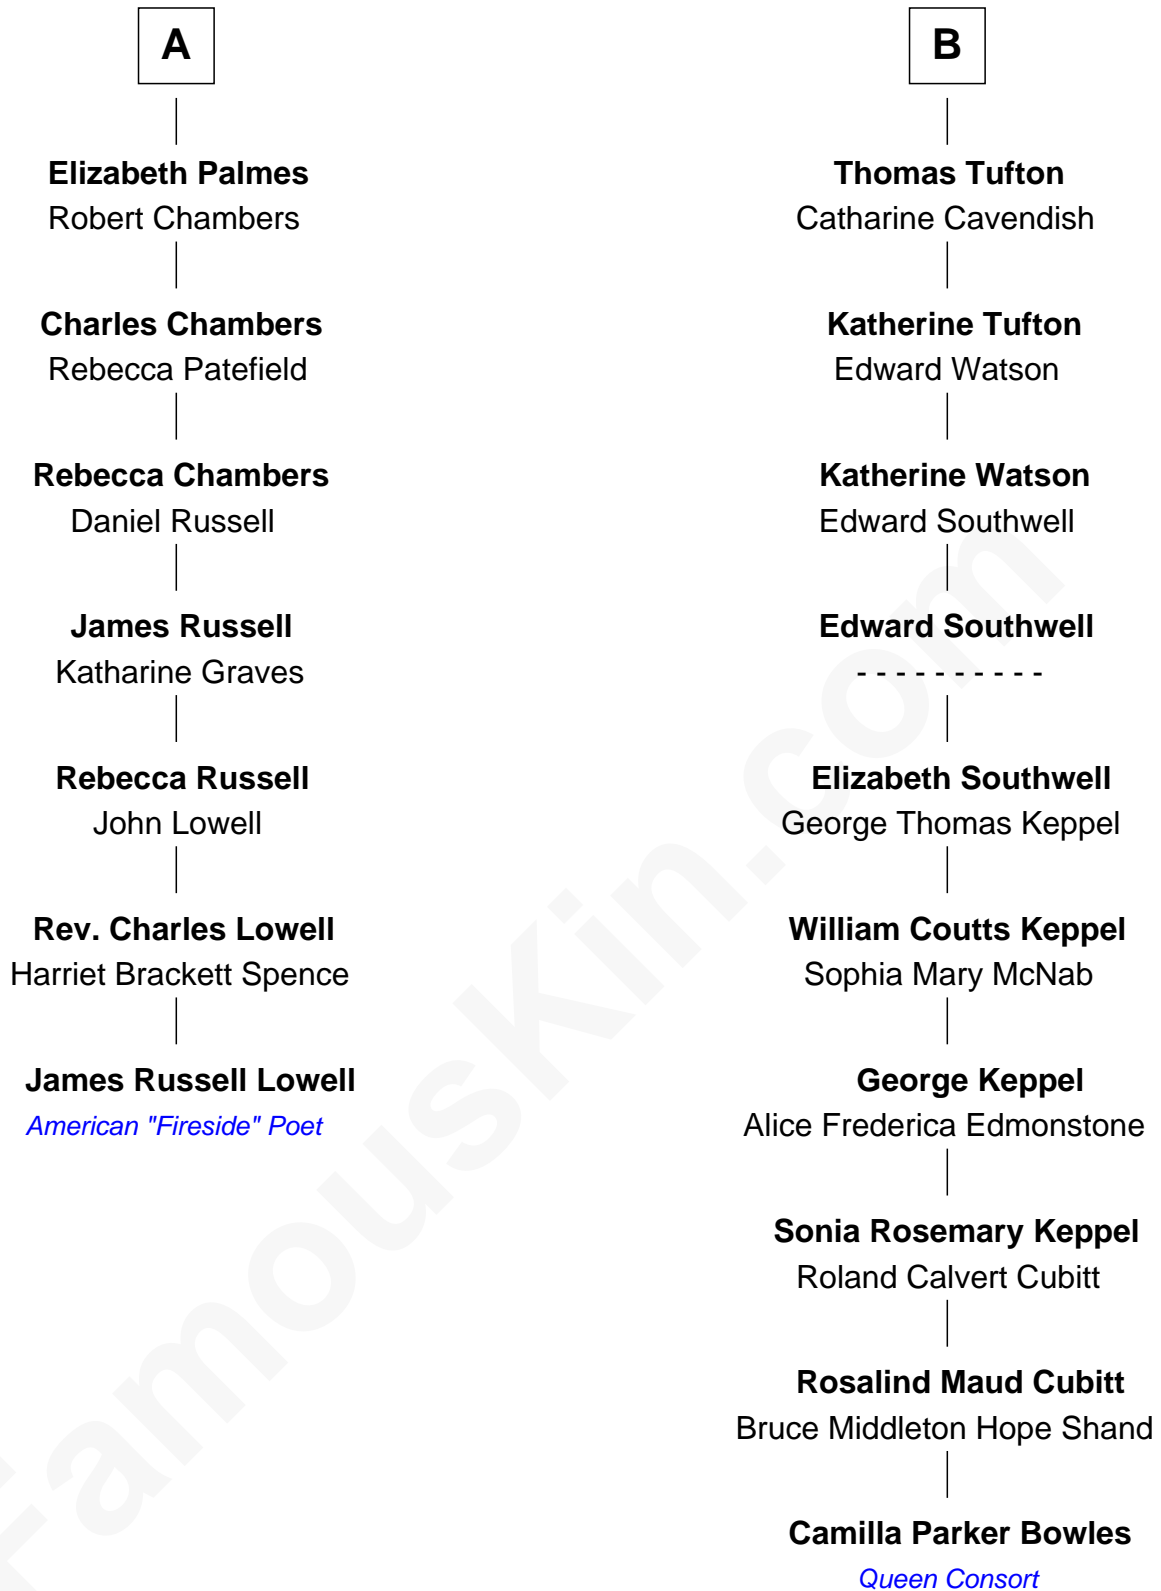 A
Elizabeth Palmes
Robert Chambers
Charles Chambers
Rebecca Patefield
Rebecca Chambers
Daniel Russell
James Russell
Katharine Graves
Rebecca Russell
John Lowell
Rev. Charles Lowell
Harriet Brackett Spence
James Russell Lowell
American "Fireside" Poet
B
Thomas Tufton
Catharine Cavendish
Katherine Tufton
Edward Watson
Katherine Watson
Edward Southwell
Edward Southwell
- - - - - - - - - -
Elizabeth Southwell
George Thomas Keppel
William Coutts Keppel
Sophia Mary McNab
George Keppel
Alice Frederica Edmonstone
Sonia Rosemary Keppel
Roland Calvert Cubitt
Rosalind Maud Cubitt
Bruce Middleton Hope Shand
Camilla Parker Bowles
Queen Consort
FamousKin.com